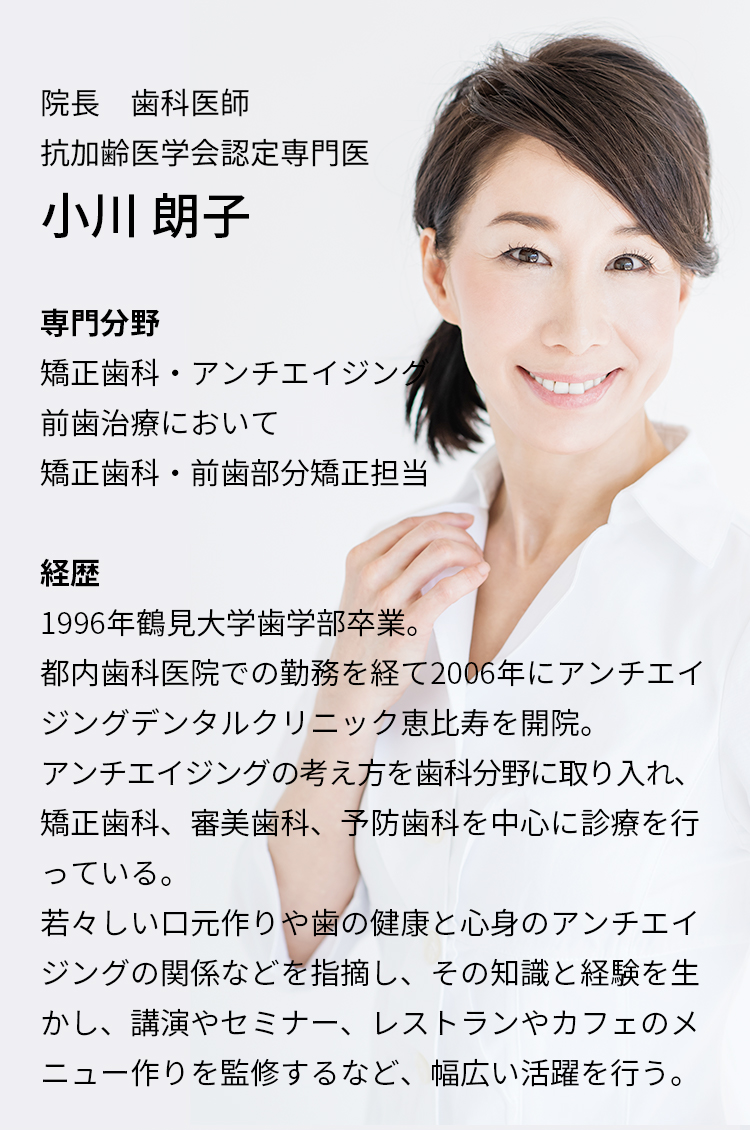 院長　歯科医師
抗加齢医学会認定専門医
小川 朗子
専門分野
矯正歯科・アンチエイジング
前歯治療において
矯正歯科・前歯部分矯正担当
経歴
1996年鶴見大学歯学部卒業。
都内歯科医院での勤務を経て2006年にアンチエイ
ジングデンタルクリニック恵比寿を開院。
アンチエイジングの考え方を歯科分野に取り入れ、
矯正歯科、審美歯科、予防歯科を中心に診療を行
っている。
若々しい口元作りや歯の健康と心身のアンチエイ
ジングの関係などを指摘し、その知識と経験を生
かし、講演やセミナー、レストランやカフェのメ
ニュー作りを監修するなど、幅広い活躍を行う。